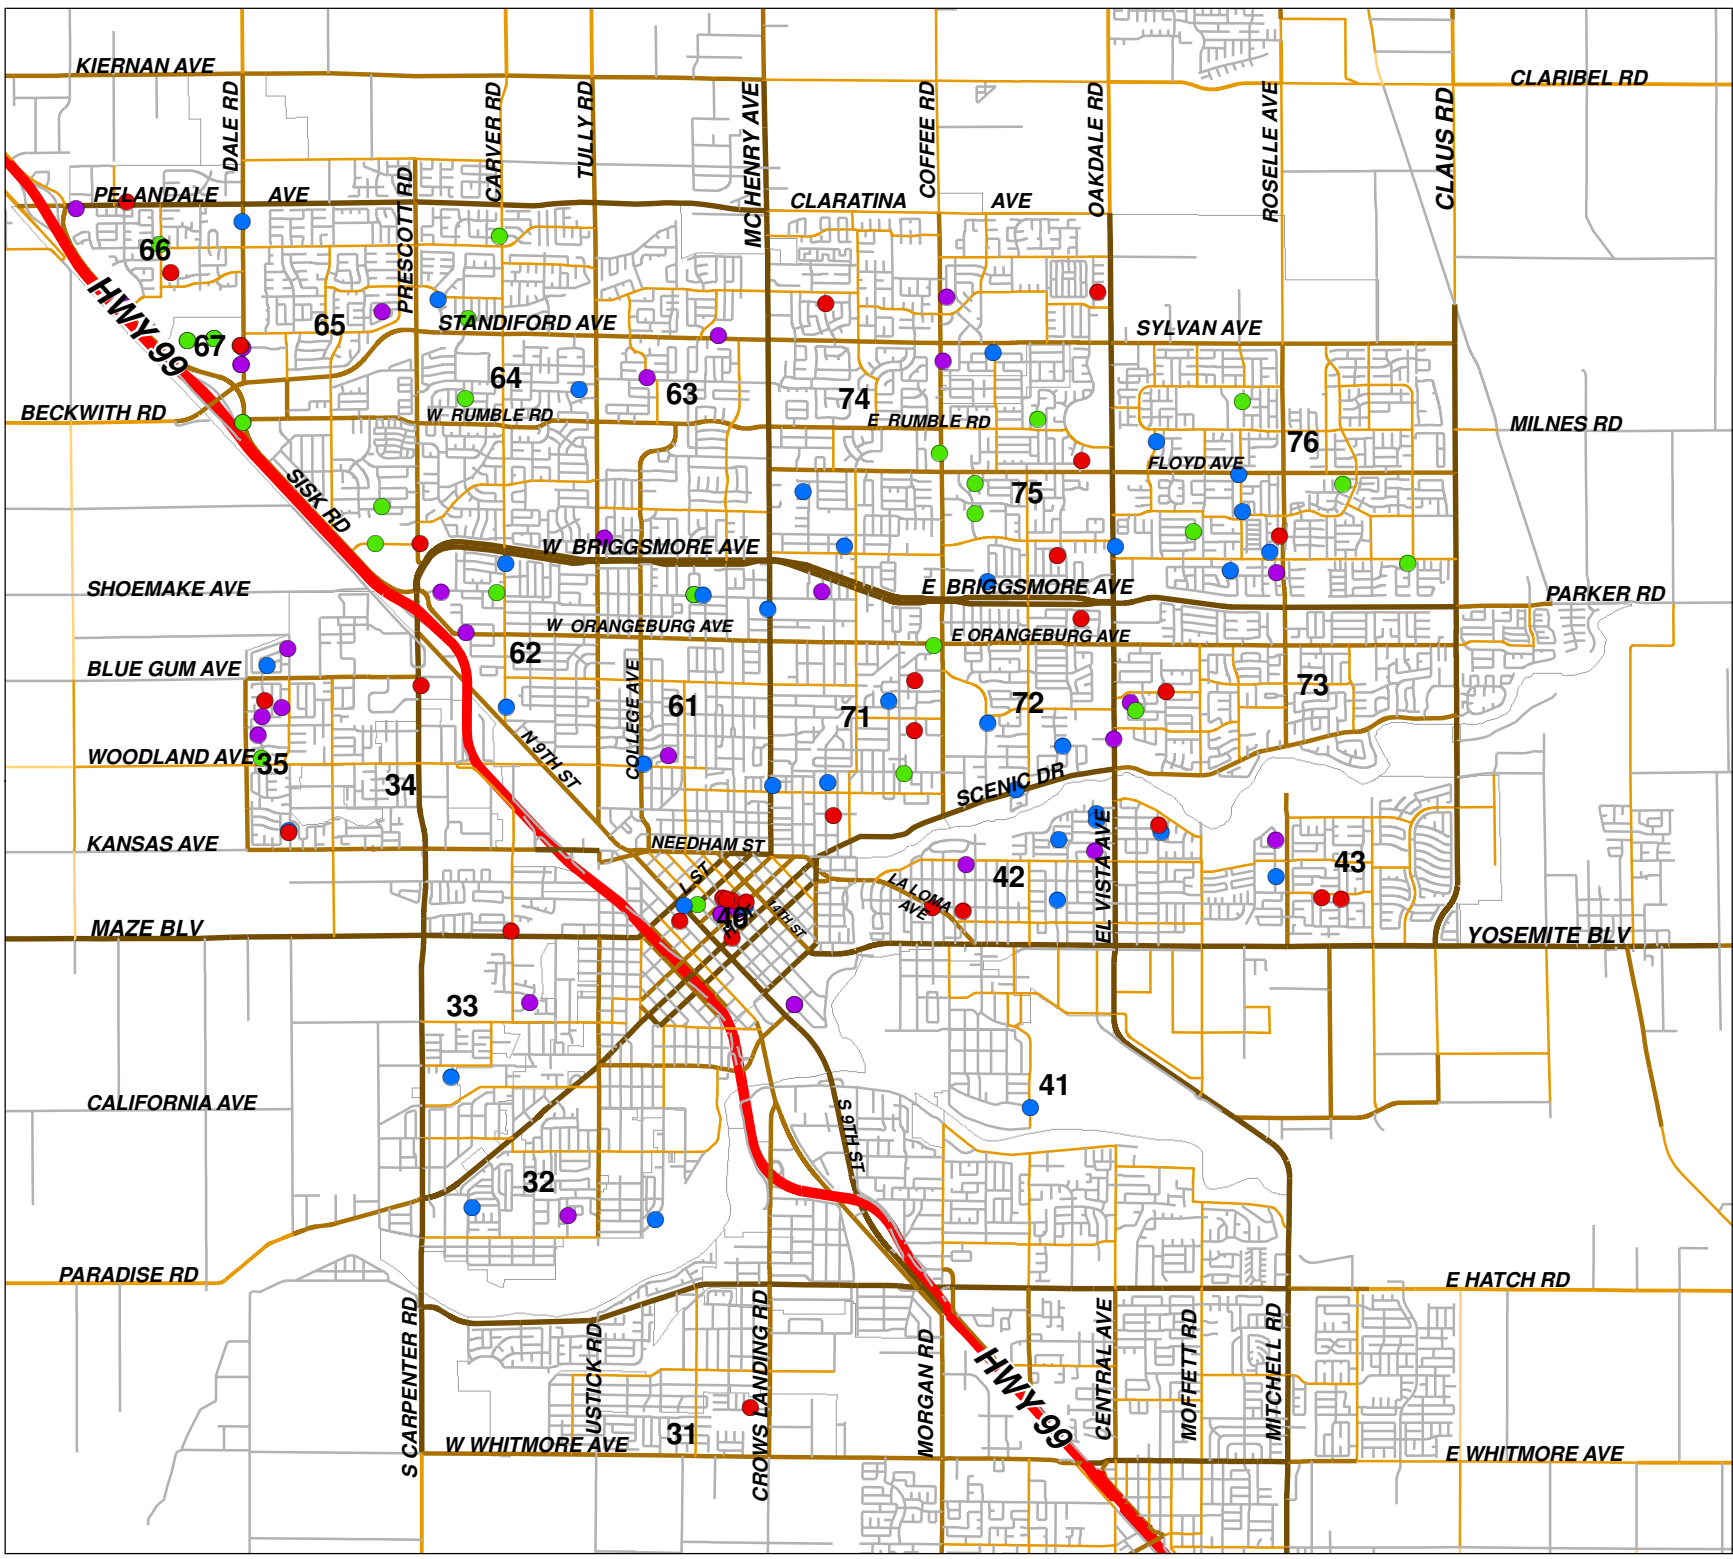 KIERNAN AVE
CLARIBEL RD
DALE RD
CARVER RD
TULLY RD
MC HENRY AVE
COFFEE RD
OAKDALE RD
ROSELLE AVE
CLAUS RD
PRESCOTT RD
PELANDALE AVE
CLARATINA AVE
66
HWY 99
65
STANDIFORD AVE
SYLVAN AVE
67
64
63
74
BECKWITH RD
W RUMBLE RD
E RUMBLE RD
MILNES RD
76
FLOYD AVE
SISK RD
75
W BRIGGSMORE AVE
SHOEMAKE AVE
E BRIGGSMORE AVE
PARKER RD
W ORANGEBURG AVE
E ORANGEBURG AVE
62
BLUE GUM AVE
COLLEGE AVE
61
71
72
73
WOODLAND AVE
35
34
N 9TH ST
SCENIC DR
KANSAS AVE
NEEDHAM ST
I ST
EL VISTA AVE
42
43
LA LOMA
AVE
40
14TH ST
MAZE BLV
YOSEMITE BLV
33
41
CALIFORNIA AVE
S 9TH ST
32
PARADISE RD
E HATCH RD
S CARPENTER RD
USTICK RD
CROWS LANDING RD
MORGAN RD
HWY 99
CENTRAL AVE
MOFFETT RD
MITCHELL RD
31
W WHITMORE AVE
E WHITMORE AVE